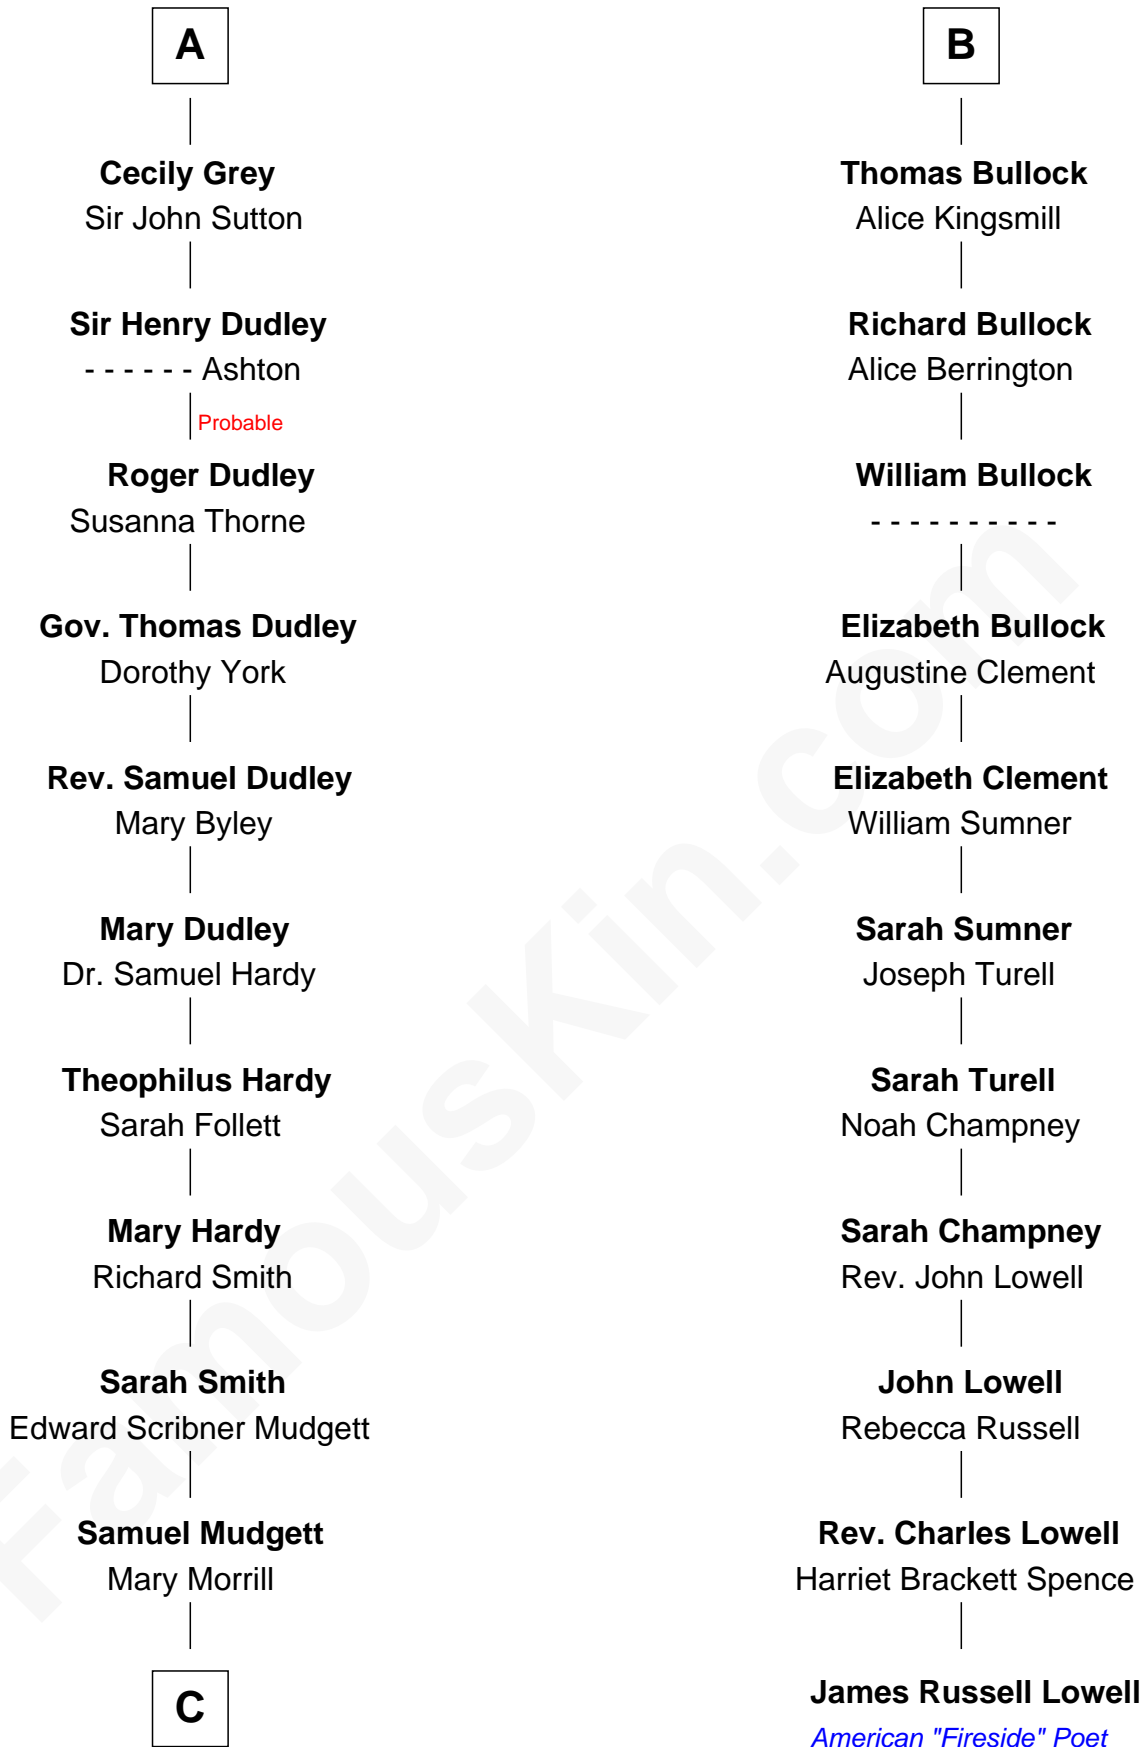 A
Cecily Grey
Sir John Sutton
Sir Henry Dudley
- - - - - - Ashton
Probable
Roger Dudley
Susanna Thorne
Gov. Thomas Dudley
Dorothy York
Rev. Samuel Dudley
Mary Byley
Mary Dudley
Dr. Samuel Hardy
Theophilus Hardy
Sarah Follett
Mary Hardy
Richard Smith
Sarah Smith
Edward Scribner Mudgett
Samuel Mudgett
Mary Morrill
C
B
Thomas Bullock
Alice Kingsmill
Richard Bullock
Alice Berrington
William Bullock
- - - - - - - - - -
Elizabeth Bullock
Augustine Clement
Elizabeth Clement
William Sumner
Sarah Sumner
Joseph Turell
Sarah Turell
Noah Champney
Sarah Champney
Rev. John Lowell
John Lowell
Rebecca Russell
Rev. Charles Lowell
Harriet Brackett Spence
James Russell Lowell
American "Fireside" Poet
FamousKin.com